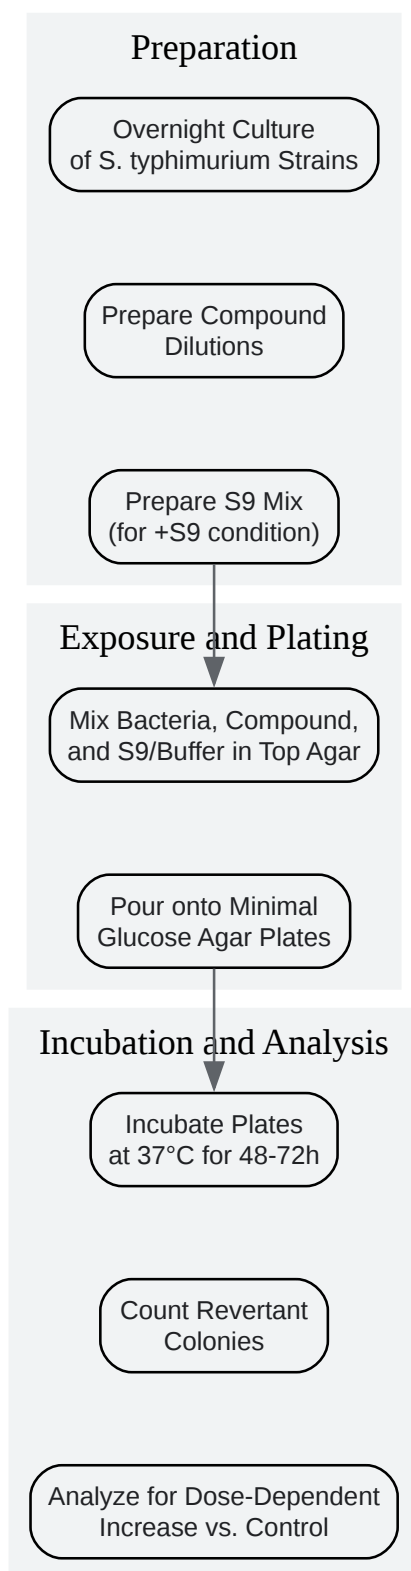 Preparation
Overnight Culture
of S. typhimurium Strains
Prepare Compound
Dilutions
Prepare S9 Mix
(for +S9 condition)
Exposure and Plating
Mix Bacteria, Compound,
and S9/Buffer in Top Agar
Pour onto Minimal
Glucose Agar Plates
Incubation and Analysis
Incubate Plates
at 37°C for 48-72h
Count Revertant
Colonies
Analyze for Dose-Dependent
Increase vs. Control